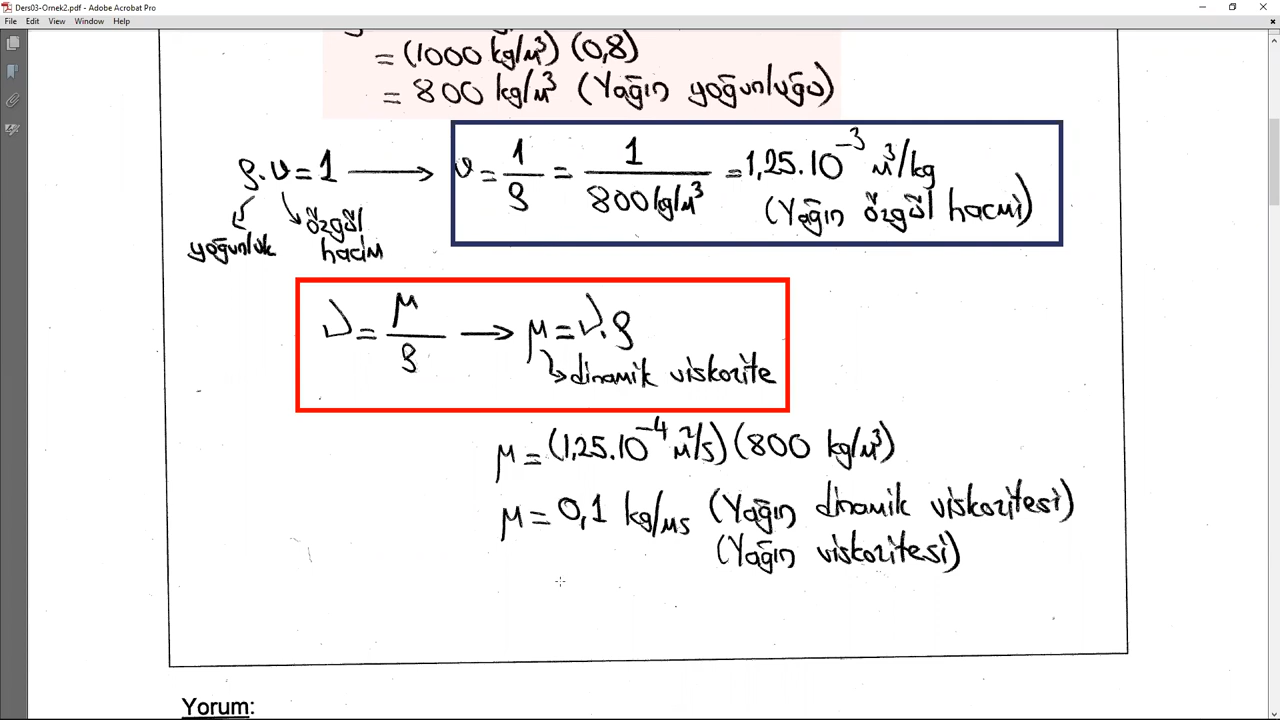 Ders03-Ornek2.pdf - Adobe Acrobat Pro
File Edit View Window Help
= (1000 kg/m³) (0,8)
= 800 kg/m³ (Yağın yoğunluğu)
ρ.v = 1 → v = 1/ρ = 1/800 kg/m³ = 1,25.10⁻³ m³/kg
(Yağın özgül hacmi)
yoğunluk
özgül
hacim
ν = μ/ρ → μ = ν.ρ
→ dinamik viskozite
μ = (1,25.10⁻⁴ m²/s) (800 kg/m³)
μ = 0,1 kg/ms (Yağın dinamik viskozitesi)
(Yağın viskozitesi)
Yorum: